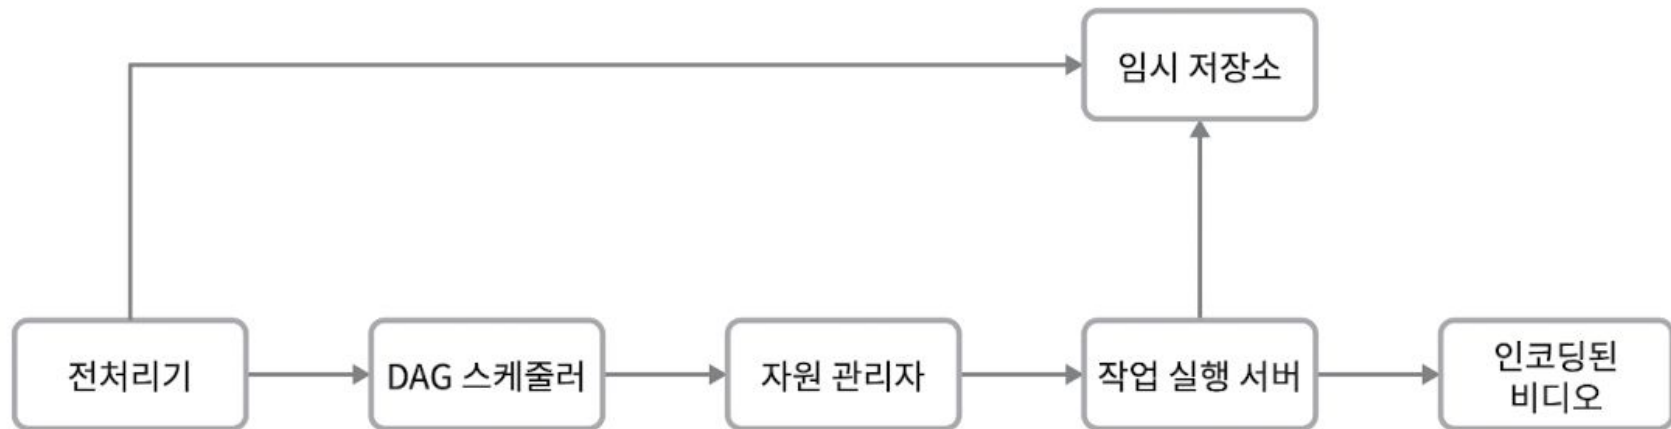 임시 저장소
전처리기
DAG 스케줄러
자원 관리자
작업 실행 서버
인코딩된
비디오